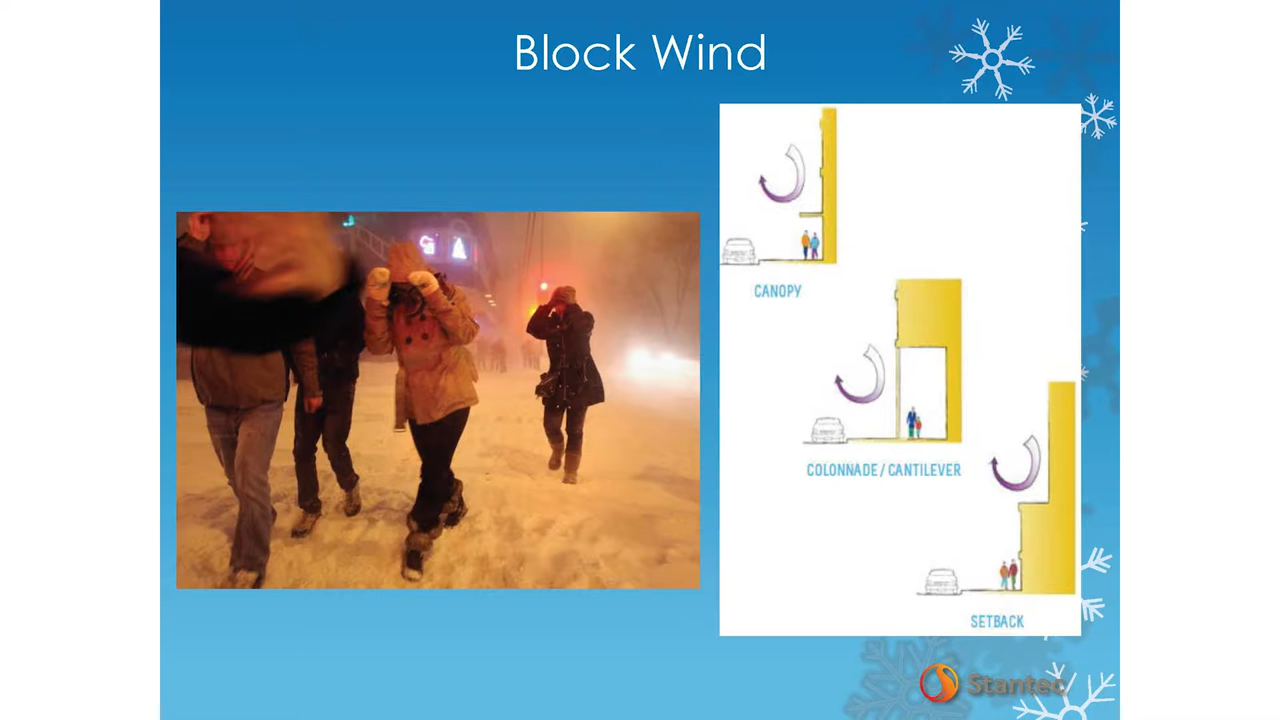 Block Wind
CANOPY
COLONNADE / CANTILEVER
SETBACK
Stantec